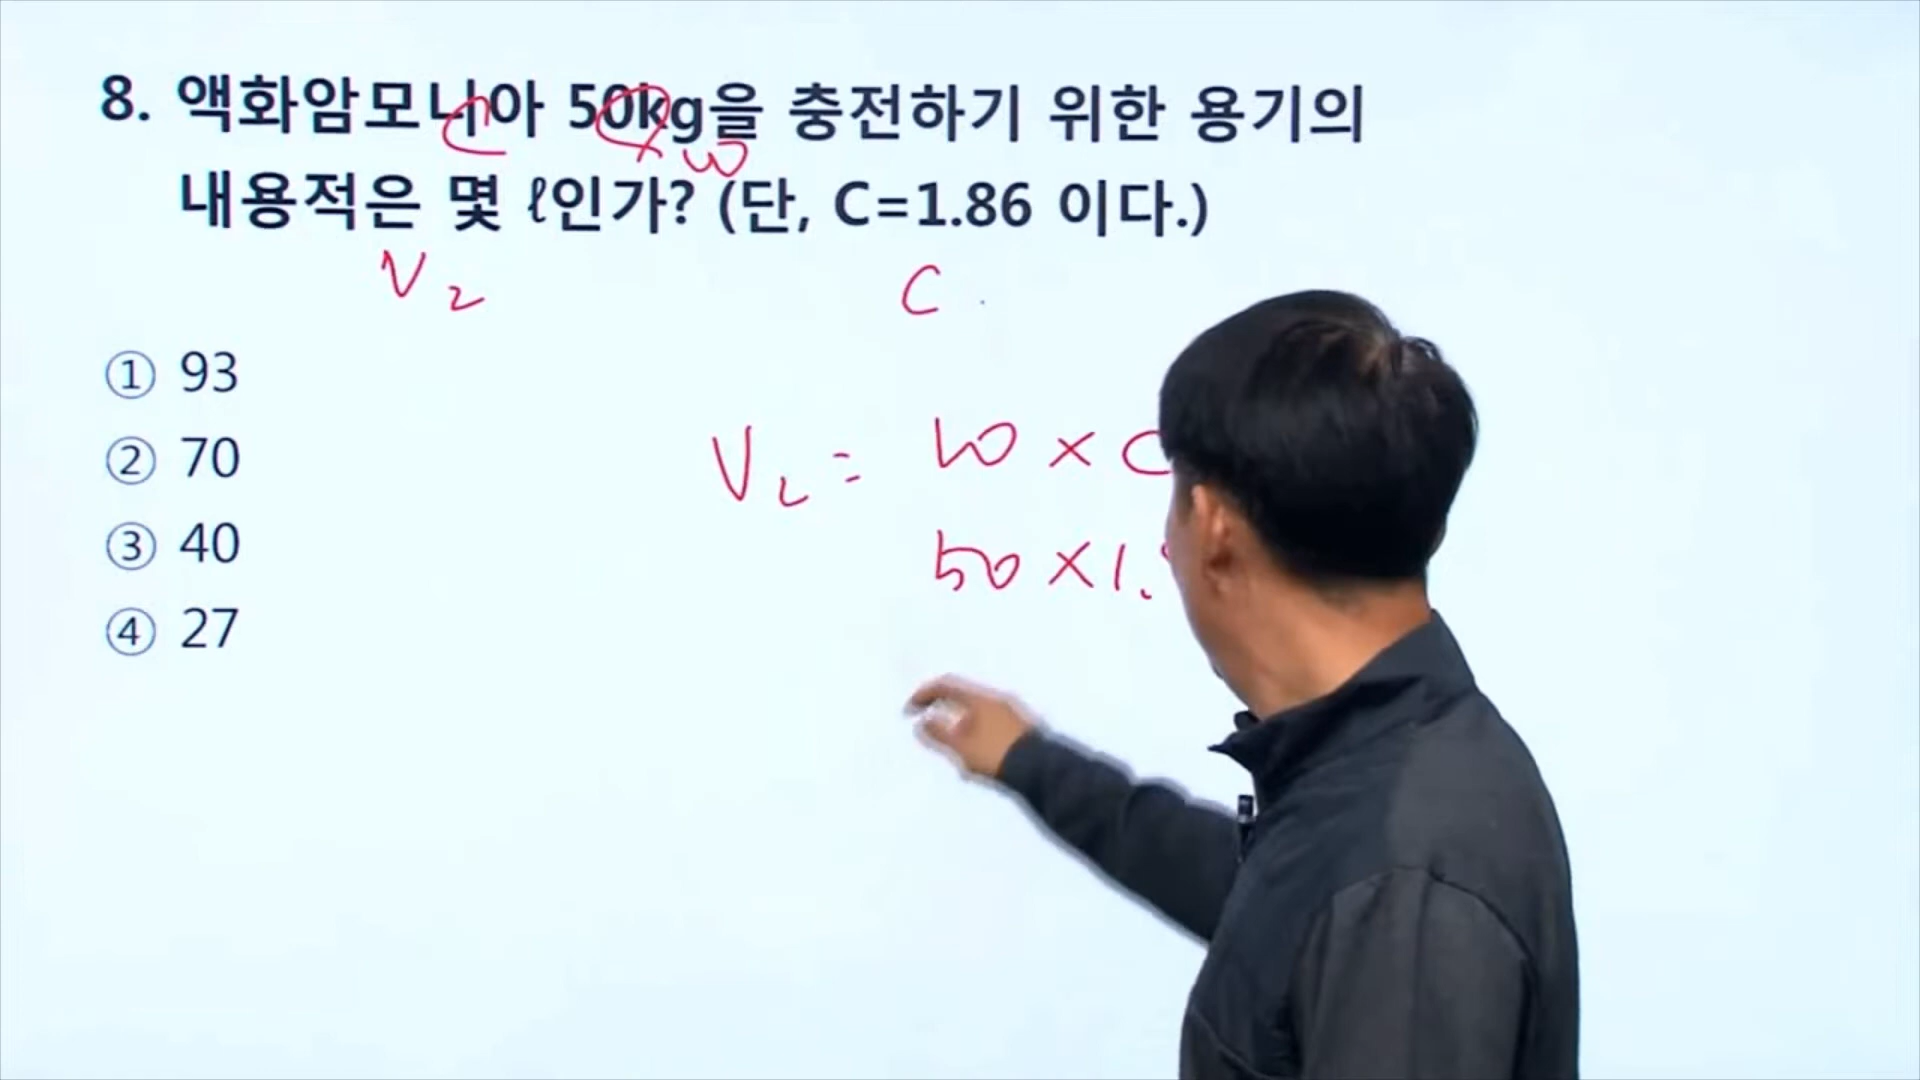 8. 액화암모니아 50kg을 충전하기 위한 용기의
w
내용적은 몇 ℓ인가? (단, C=1.86 이다.)
V₂ C
① 93
② 70
③ 40
④ 27
V₂ = w × C
50 × 1.